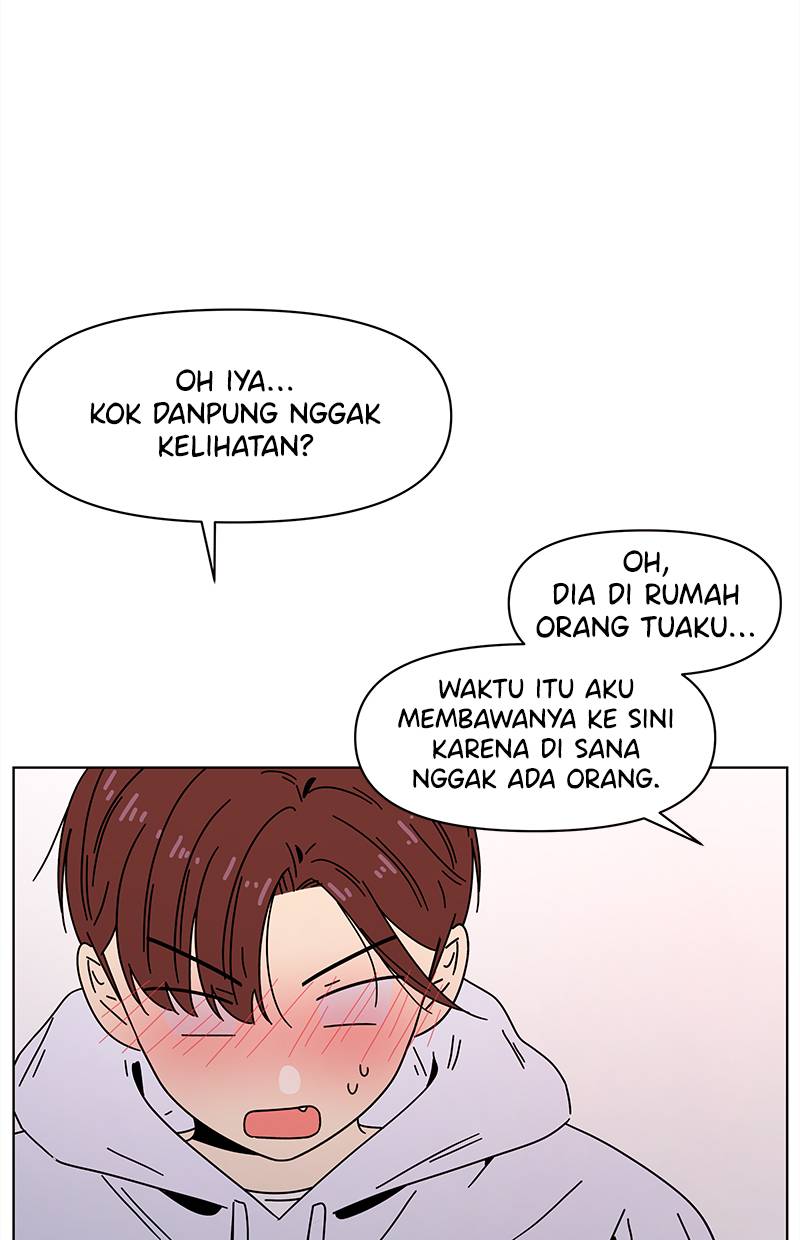 OH IYA...
KOK DANPUNG NGGAK
KELIHATAN?
OH,
DIA DI RUMAH
ORANG TUAKU...
WAKTU ITU AKU
MEMBAWANYA KE SINI
KARENA DI SANA
NGGAK ADA ORANG.